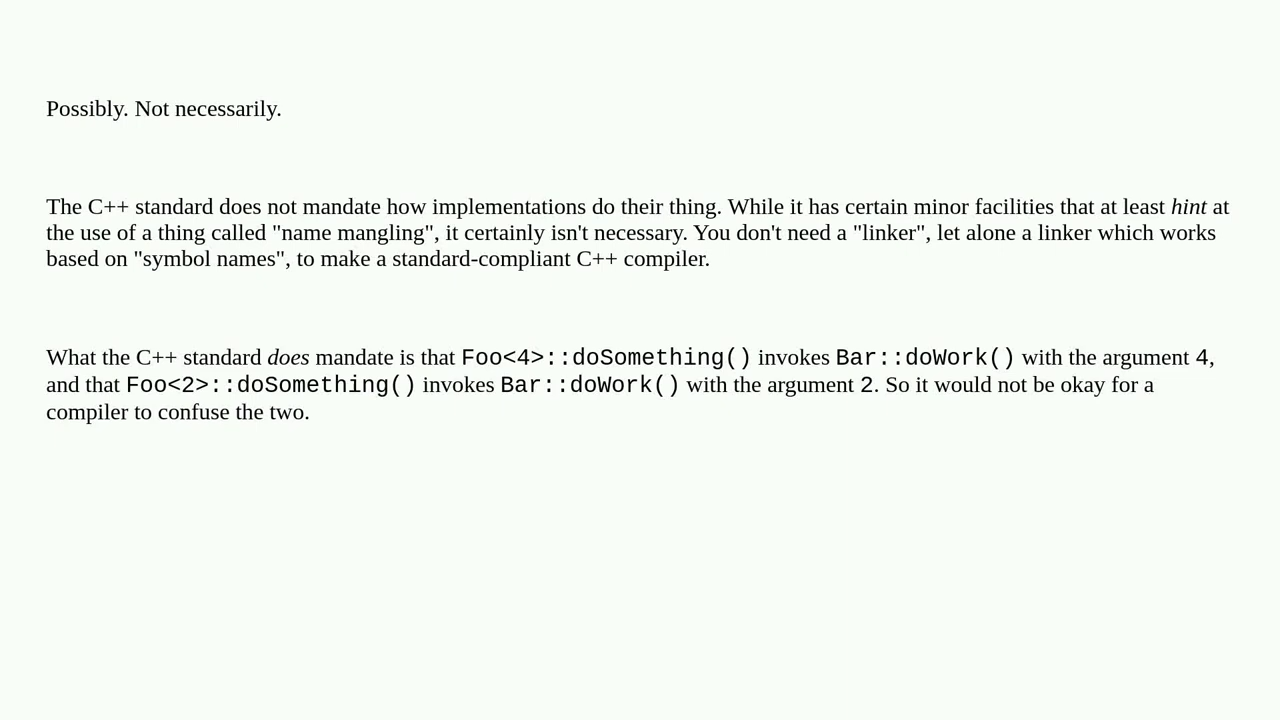 Possibly. Not necessarily.
The C++ standard does not mandate how implementations do their thing. While it has certain minor facilities that at least hint at
the use of a thing called "name mangling", it certainly isn't necessary. You don't need a "linker", let alone a linker which works
based on "symbol names", to make a standard-compliant C++ compiler.
What the C++ standard does mandate is that Foo<4>::doSomething() invokes Bar::doWork() with the argument 4,
and that Foo<2>::doSomething() invokes Bar::doWork() with the argument 2. So it would not be okay for a
compiler to confuse the two.